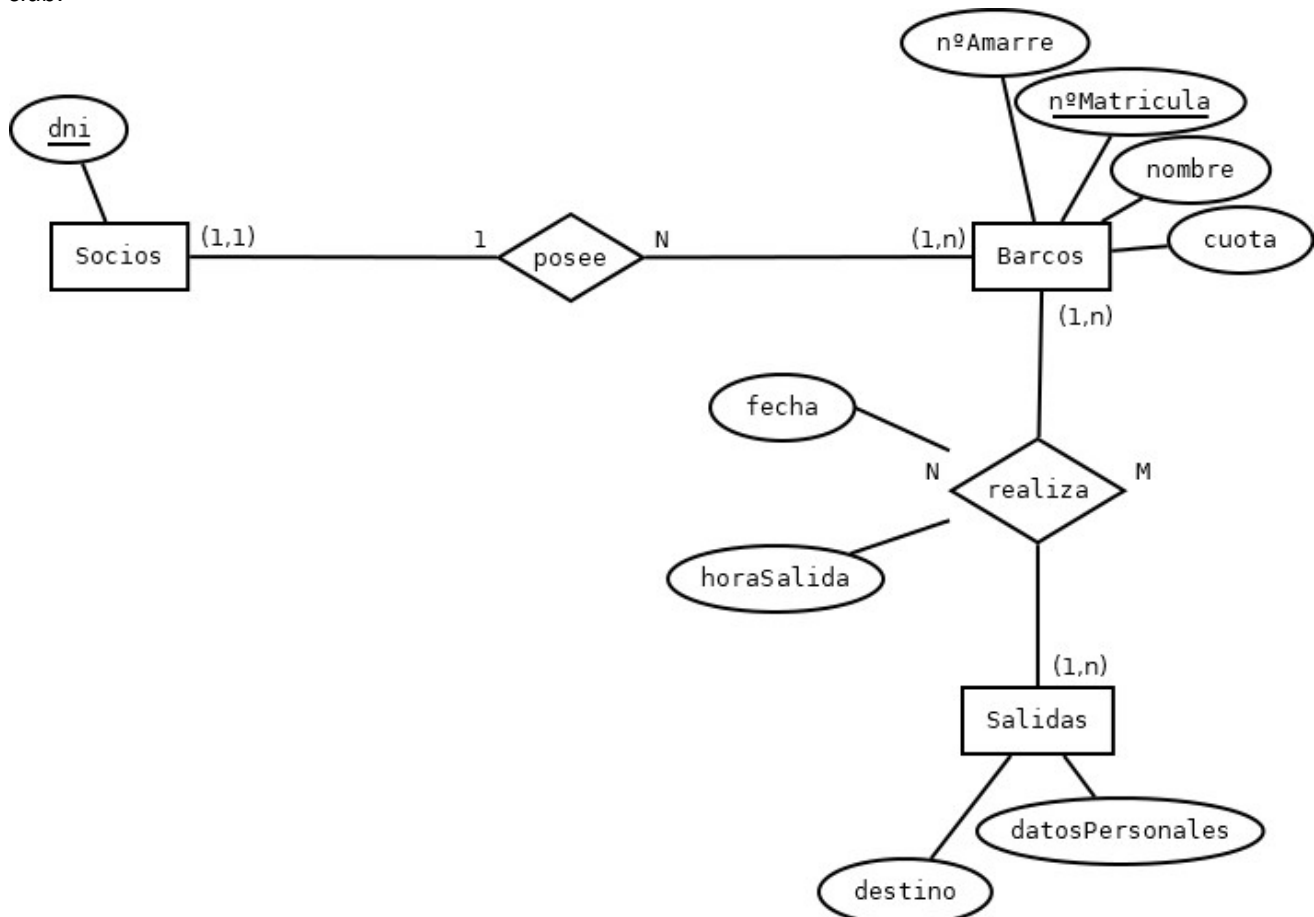 nºAmarre
nºMatricula
dni
nombre
cuota
Socios
(1,1)
1
posee
N
(1,n)
Barcos
(1,n)
fecha
N
realiza
M
horaSalida
(1,n)
Salidas
datosPersonales
destino